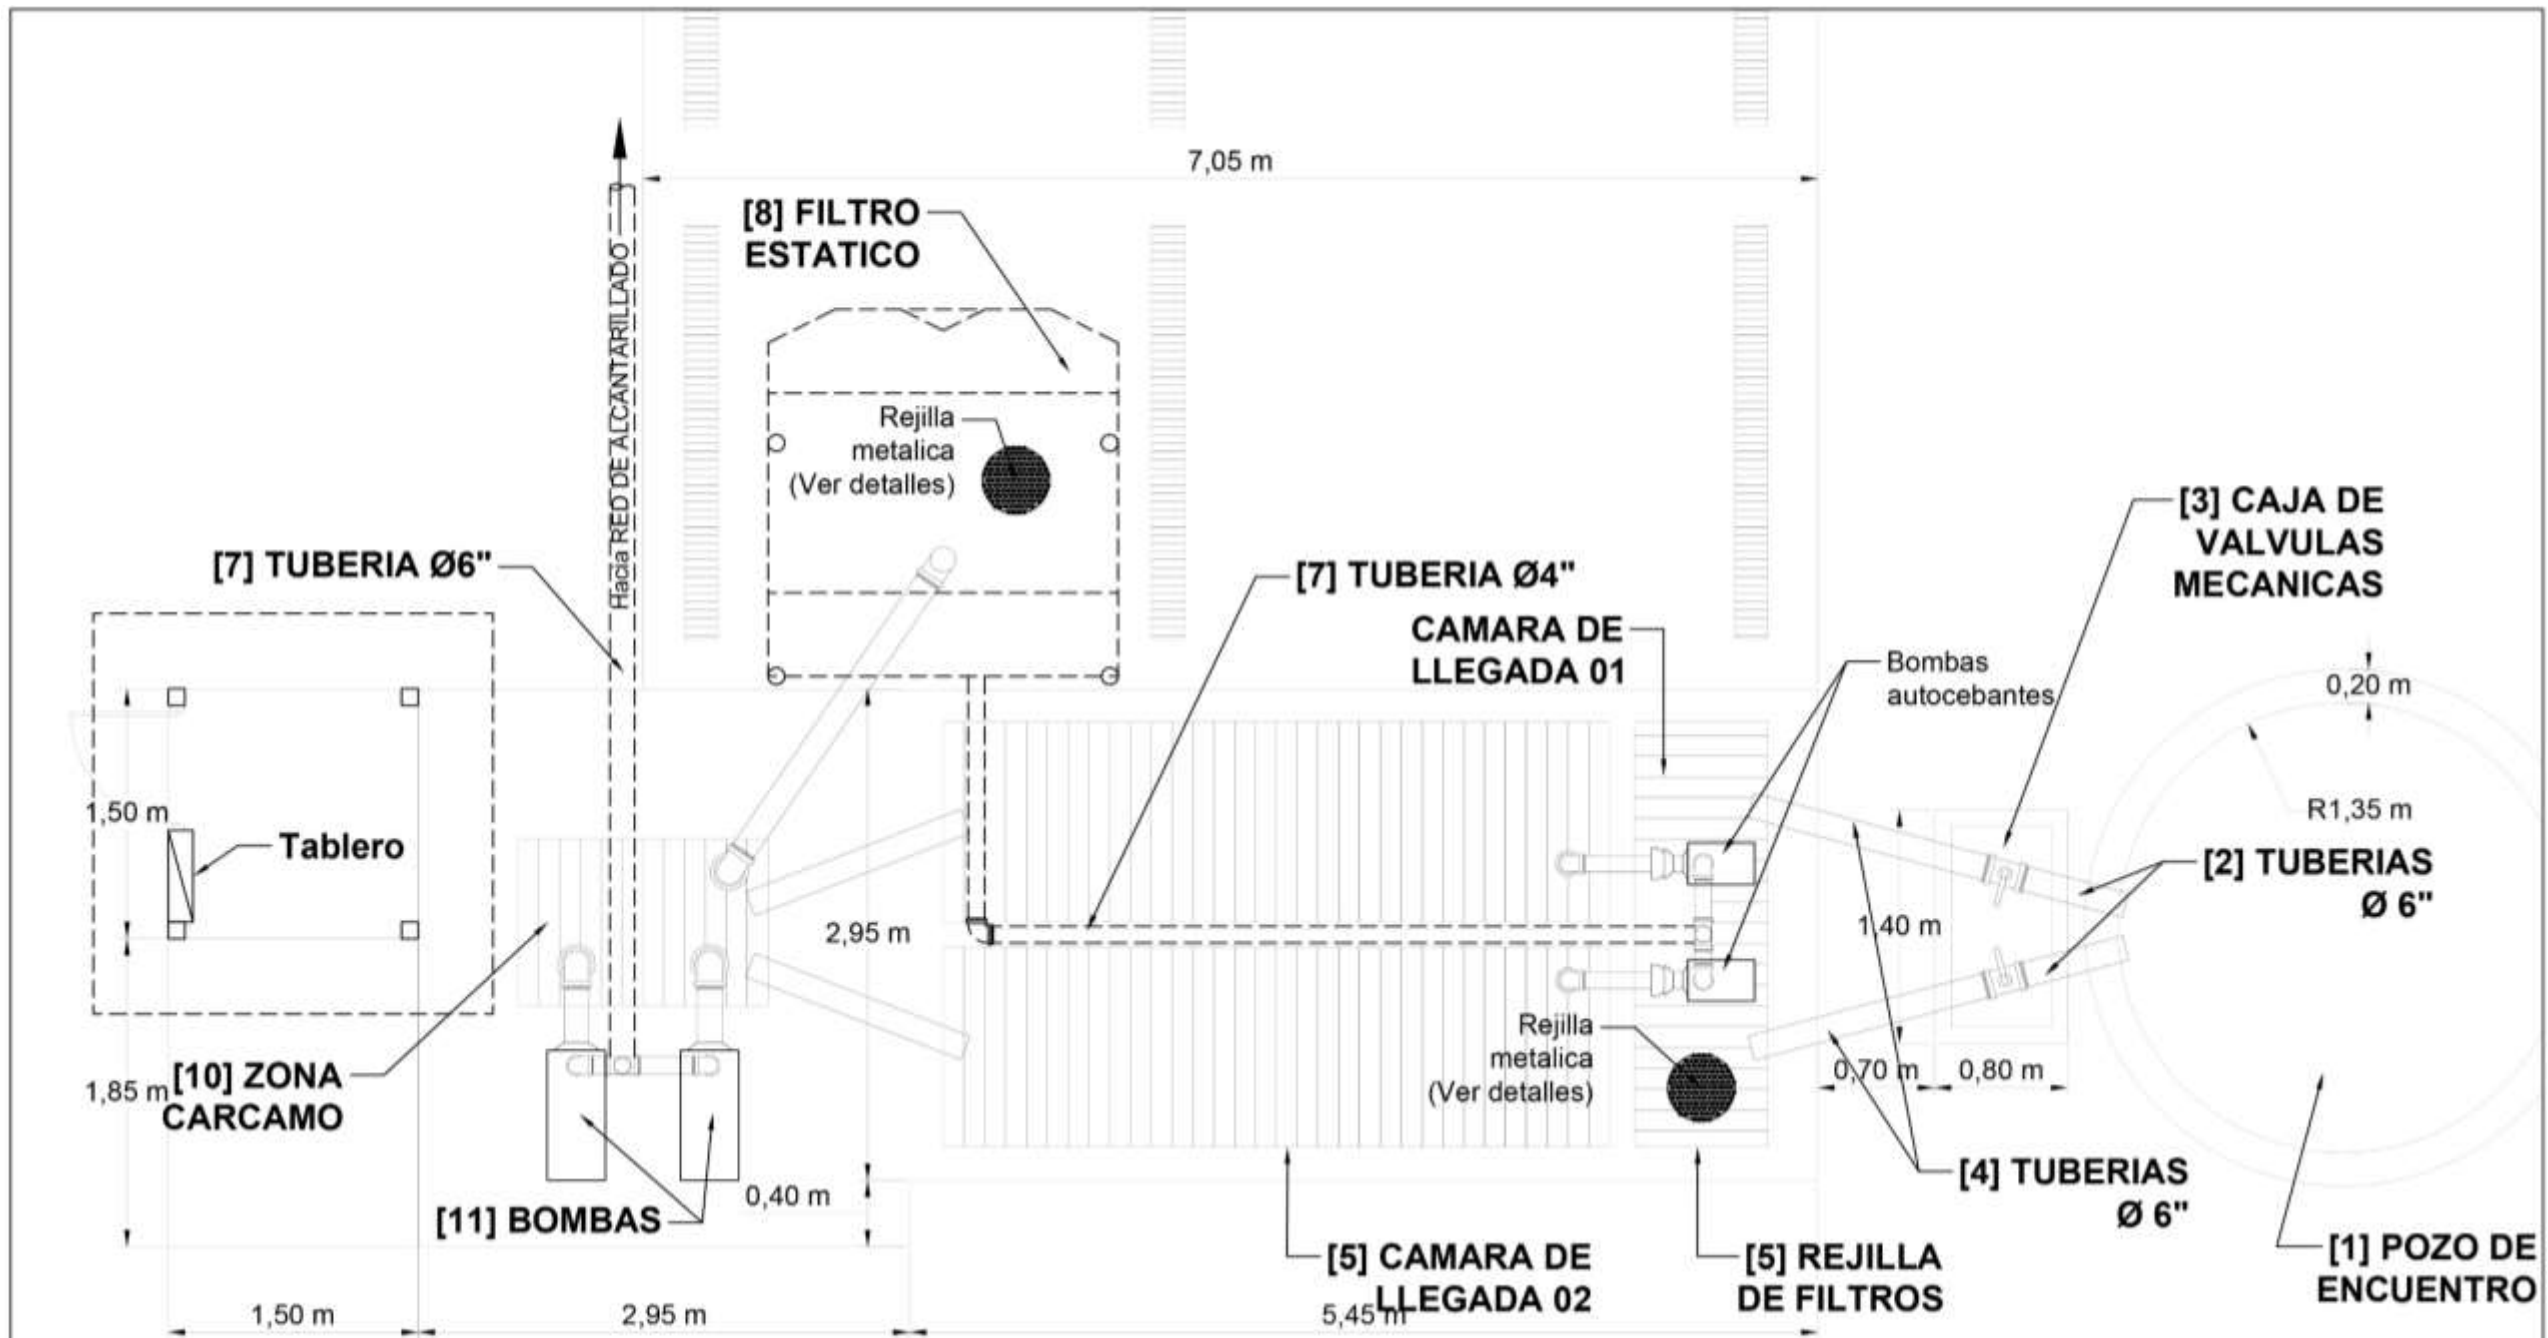 7,05 m
[8] FILTRO
ESTATICO
Hacia RED DE ALCANTARILLADO
Rejilla
metalica
(Ver detalles)
[3] CAJA DE
VALVULAS
MECANICAS
[7] TUBERIA Ø6"
[7] TUBERIA Ø4"
CAMARA DE
LLEGADA 01
Bombas
autocebantes
0,20 m
R1,35 m
1,50 m
Tablero
[2] TUBERIAS
Ø 6"
2,95 m
1,40 m
Rejilla
metalica
(Ver detalles)
0,70 m
0,80 m
1,85 m
[10] ZONA
CARCAMO
0,40 m
[11] BOMBAS
[4] TUBERIAS
Ø 6"
[5] CAMARA DE
LLEGADA 02
[5] REJILLA
DE FILTROS
[1] POZO DE
ENCUENTRO
1,50 m
2,95 m
5,45 m